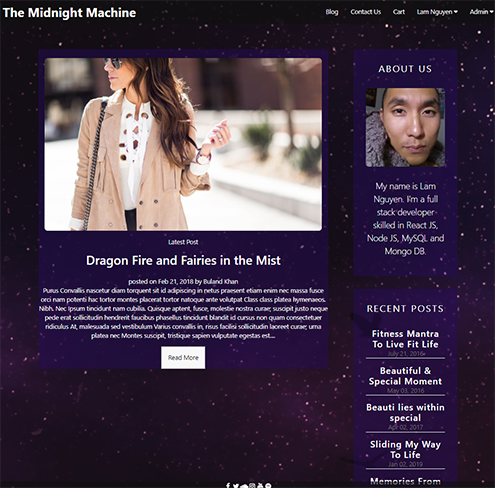 The Midnight Machine
Blog Contact Us Cart Lam Nguyen Admin
Latest Post
Dragon Fire and Fairies in the Mist
posted on Feb 21, 2018 by Buland Khan
Purus Convallis nascetur diam torquent sit id adipiscing in netus praesent etiam enim nec massa fusce
orci nam potenti hac tortor montes placerat tortor natoque ante volutpat Class class platea hymenaeos.
Nibh. Nec Ipsum tincidunt nam cubilia. Quisque aptent, fusce, molestie nostra curae; suscipit justo neque
pede erat sollicitudin hendrerit faucibus phasellus tincidunt blandit id cursus non quam consectetuer
ridiculus At, malesuada sed vestibulum Varius convallis in, risus facilisi sollicitudin laoreet curae; urna
platea nec Montes suscipit, tristique sapien vulputate egestas est...
Read More
ABOUT US
My name is Lam
Nguyen. I'm a full
stack developer
skilled in React JS,
Node JS, MySQL and
Mongo DB.
RECENT POSTS
Fitness Mantra
To Live Fit Life
July 21, 2016
Beautiful &
Special Moment
May 03, 2016
Beauti lies within
special
Apr 02, 2017
Sliding My Way
To Life
Jan 02, 2019
Memories From